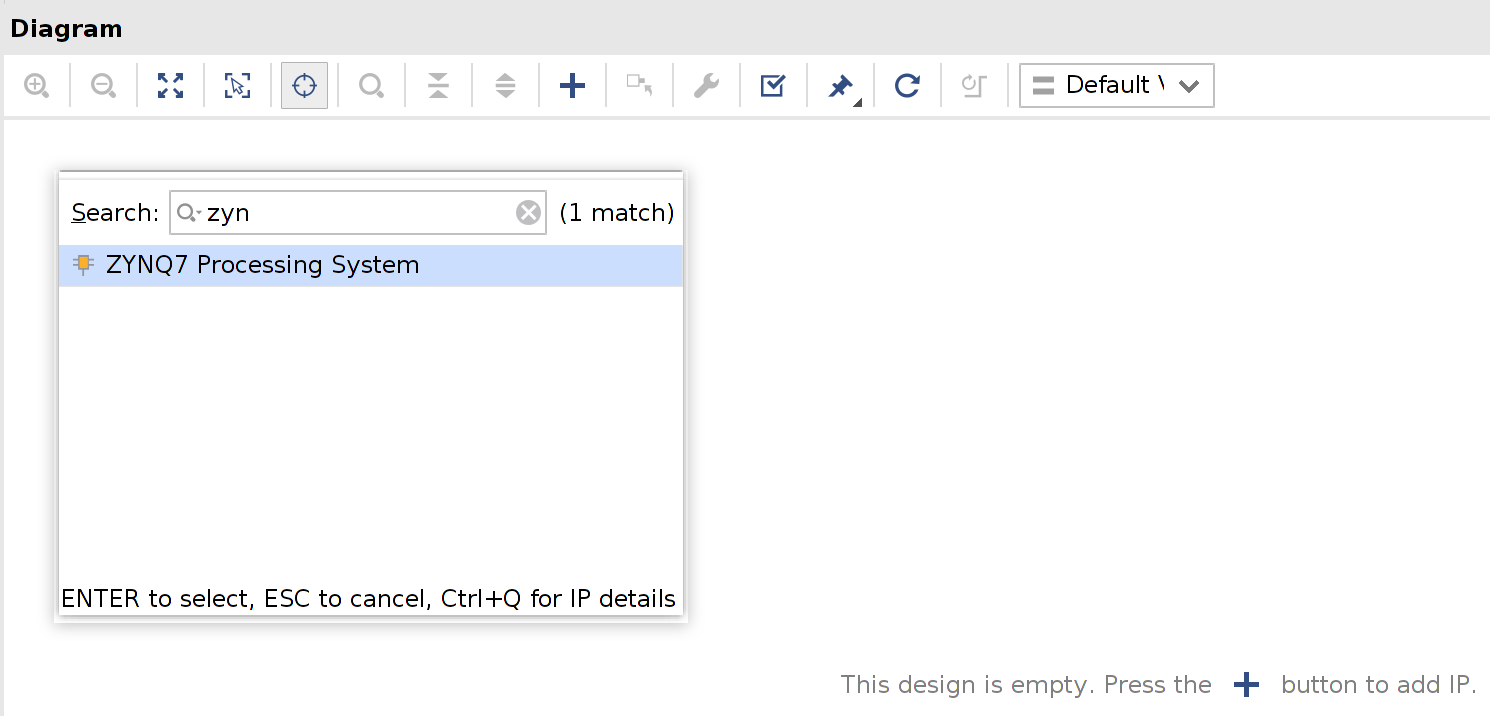 Diagram
Default
Search: zyn (1 match)
ZYNQ7 Processing System
ENTER to select, ESC to cancel, Ctrl+Q for IP details
This design is empty. Press the button to add IP.